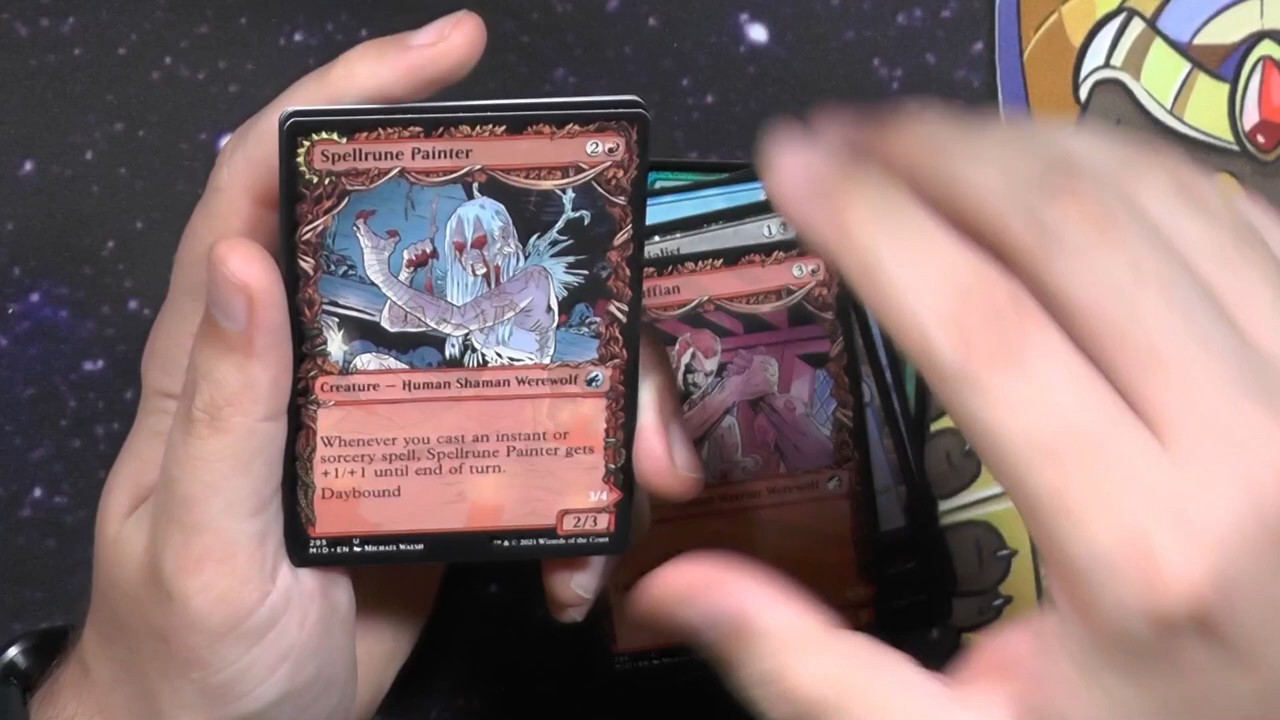 Spellrune Painter
2
Creature — Human Shaman Werewolf
Whenever you cast an instant or
sorcery spell, Spellrune Painter gets
+1/+1 until end of turn.
Daybound
3/4
2/3
295 U
MID • EN Michael Walsh
™ & © 2021 Wizards of the Coast
1
3
Werewolf